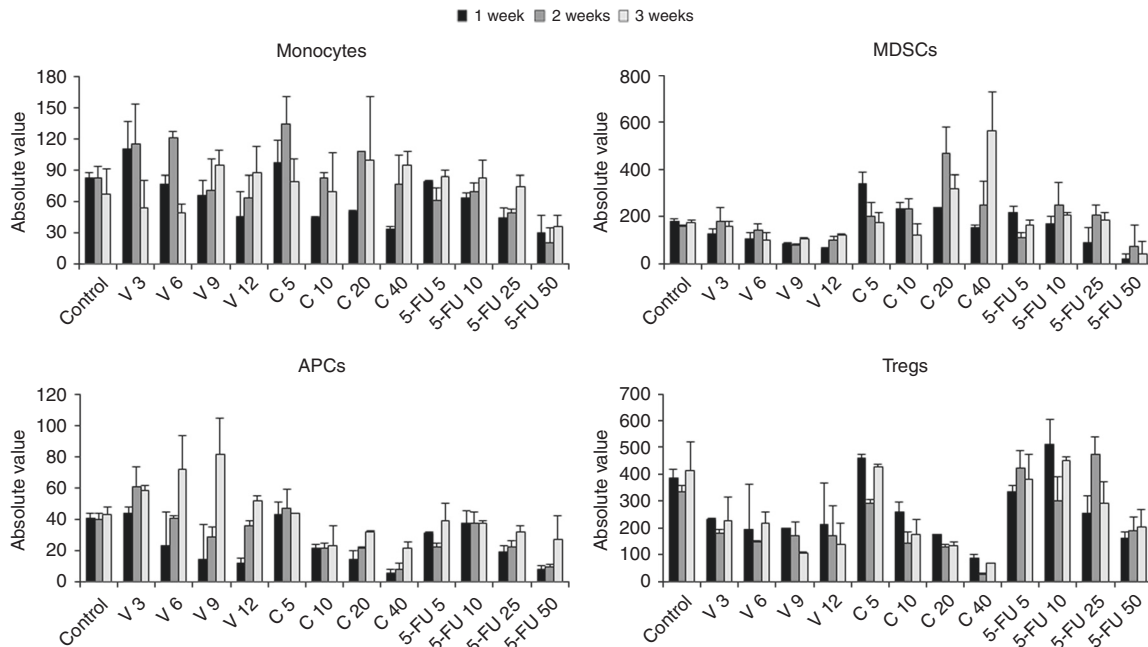 1 week 2 weeks 3 weeks
Monocytes
Absolute value
180
150
120
90
60
30
0
Control V 3 V 6 V 9 V 12 C 5 C 10 C 20 C 40 5-FU 5 5-FU 10 5-FU 25 5-FU 50
MDSCs
Absolute value
800
600
400
200
0
Control V 3 V 6 V 9 V 12 C 5 C 10 C 20 C 40 5-FU 5 5-FU 10 5-FU 25 5-FU 50
APCs
Absolute value
120
100
80
60
40
20
0
Control V 3 V 6 V 9 V 12 C 5 C 10 C 20 C 40 5-FU 5 5-FU 10 5-FU 25 5-FU 50
Tregs
Absolute value
700
600
500
400
300
200
100
0
Control V 3 V 6 V 9 V 12 C 5 C 10 C 20 C 40 5-FU 5 5-FU 10 5-FU 25 5-FU 50